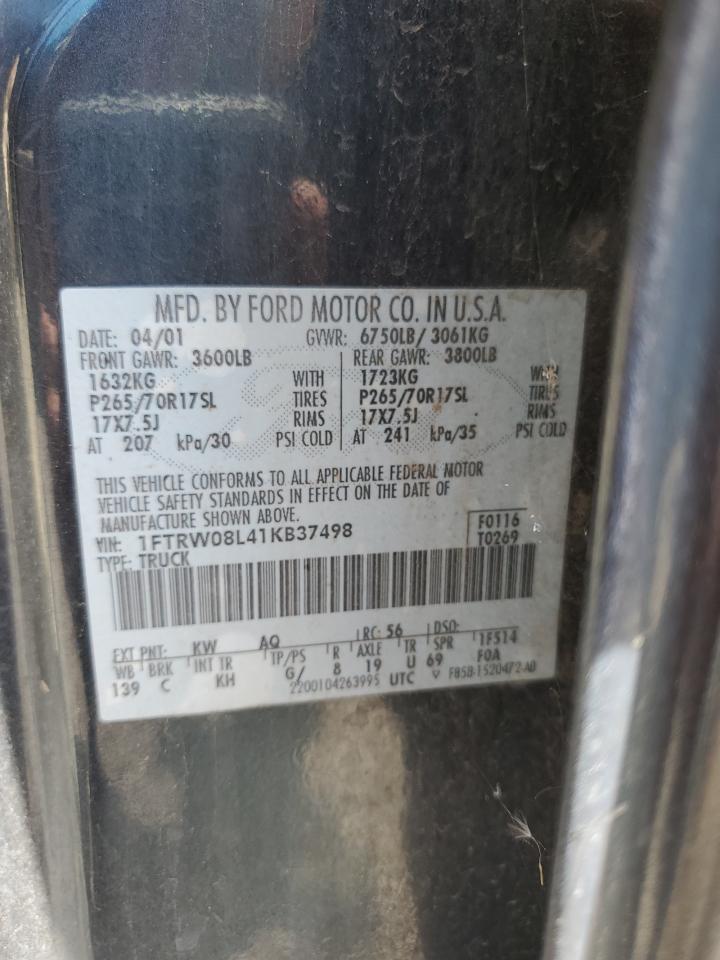 MFD. BY FORD MOTOR CO. IN U.S.A.
DATE: 04/01 GVWR: 6750LB/ 3061KG
FRONT GAWR: 3600LB REAR GAWR: 3800LB
1632KG WITH 1723KG WITH
P265/70R17SL TIRES P265/70R17SL TIRES
17X7.5J RIMS 17X7.5J RIMS
AT 207 kPa/30 PSI COLD AT 241 kPa/35 PSI COLD
THIS VEHICLE CONFORMS TO ALL APPLICABLE FEDERAL MOTOR
VEHICLE SAFETY STANDARDS IN EFFECT ON THE DATE OF
MANUFACTURE SHOWN ABOVE.
VIN: 1FTRW08L41KB37498 F0116
TYPE: TRUCK T0269
EXT PNT: KW AQ RC: 56 DSO: 1F514
WB BRK INT TR TP/PS R AXLE TR SPR F0A
139 C KH G/ 8 19 U 69
2200104263995 UTC F85B-1520472-A0